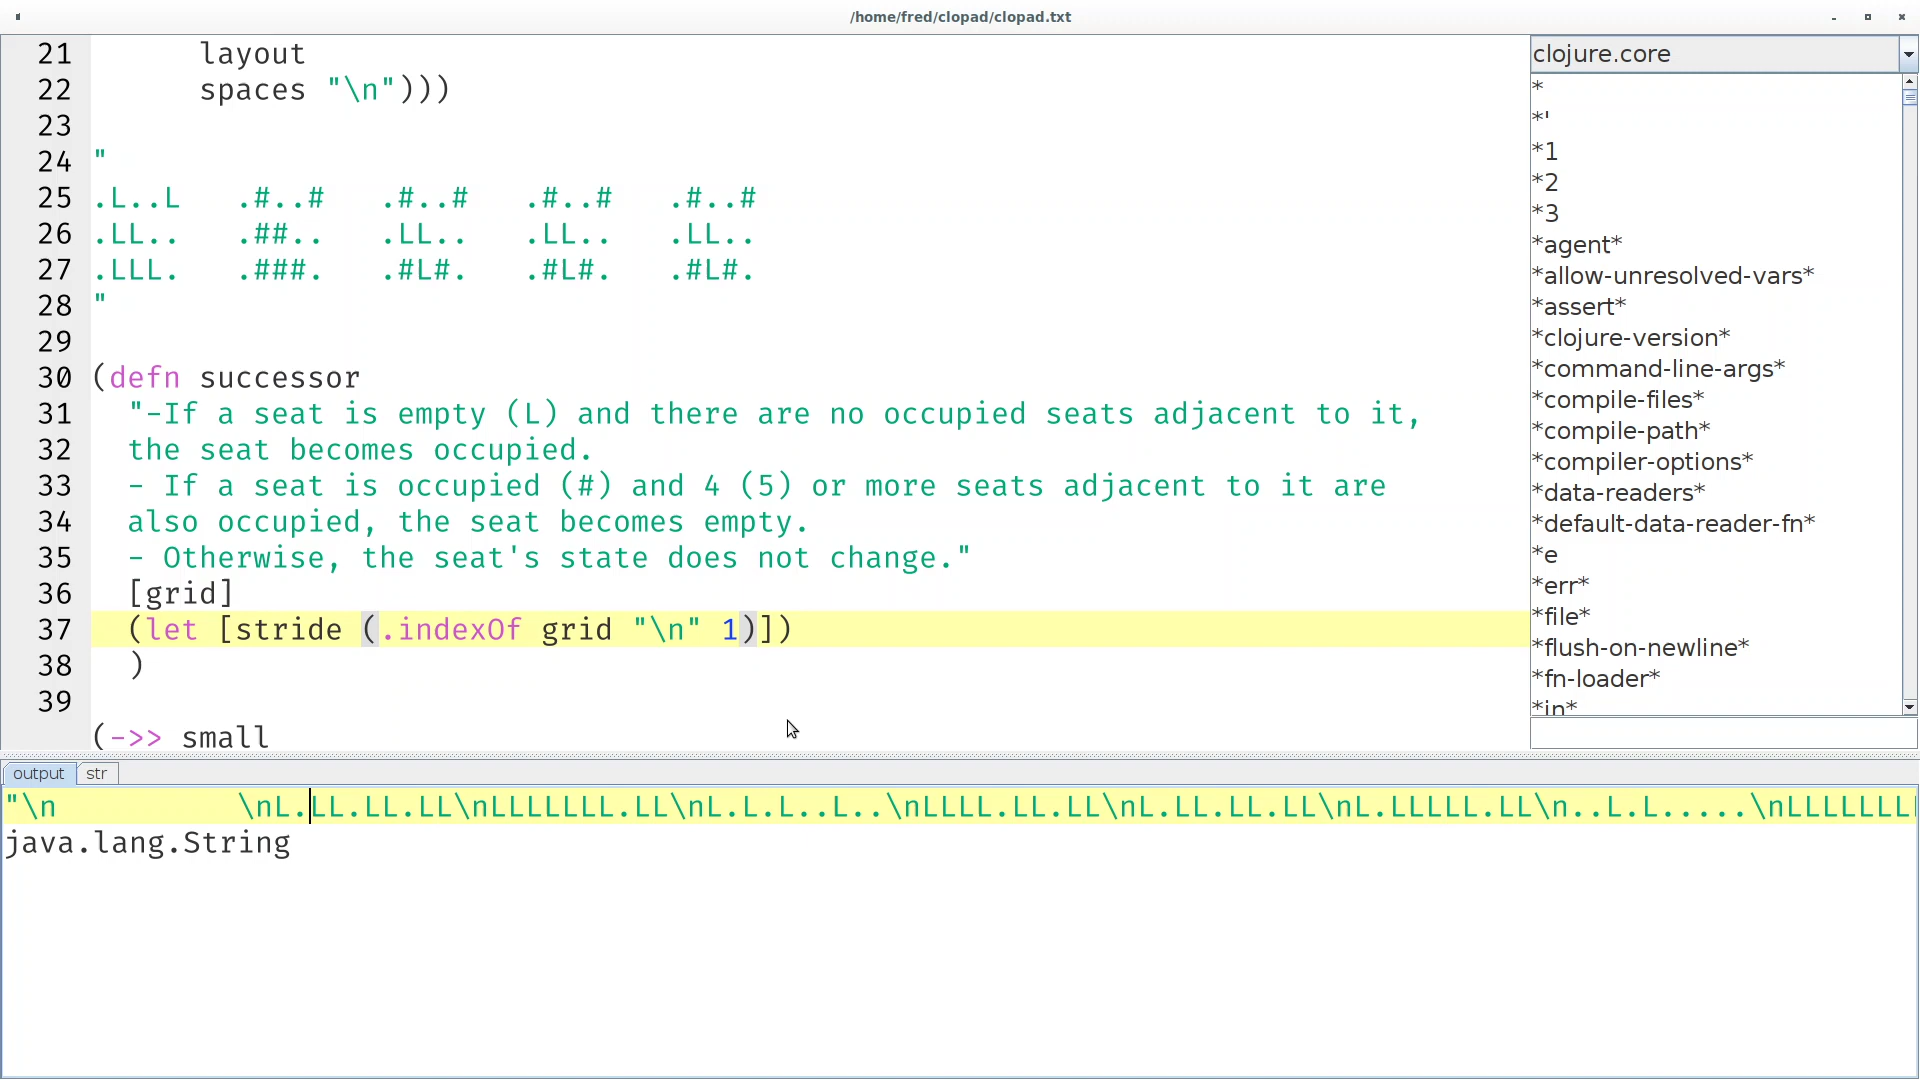 /home/fred/clopad/clopad.txt
21 layout
22 spaces "\n")))
23
24 "
25 .L..L .#..# .#..# .#..# .#..#
26 .LL.. .##.. .LL.. .LL.. .LL..
27 .LLL. .###. .#L#. .#L#. .#L#.
28 "
29
30 (defn successor
31 "-If a seat is empty (L) and there are no occupied seats adjacent to it,
32 the seat becomes occupied.
33 - If a seat is occupied (#) and 4 (5) or more seats adjacent to it are
34 also occupied, the seat becomes empty.
35 - Otherwise, the seat's state does not change."
36 [grid]
37 (let [stride (.indexOf grid "\n" 1)])
38 )
39
(->> small
clojure.core
*
*'
*1
*2
*3
*agent*
*allow-unresolved-vars*
*assert*
*clojure-version*
*command-line-args*
*compile-files*
*compile-path*
*compiler-options*
*data-readers*
*default-data-reader-fn*
*e
*err*
*file*
*flush-on-newline*
*fn-loader*
*in*
output str
"\n          \nL.LL.LL.LL\nLLLLLLL.LL\nL.L.L..L..\nLLLL.LL.LL\nL.LL.LL.LL\nL.LLLLL.LL\n..L.L.....\nLLLLLLLL
java.lang.String